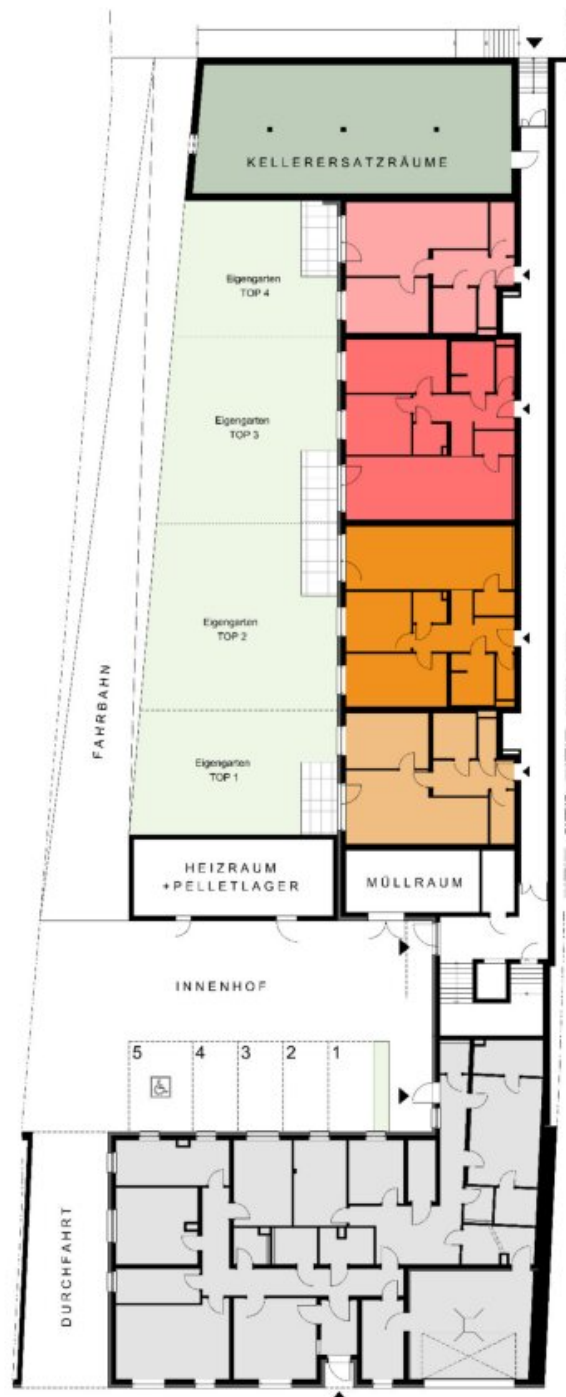 KELLERERSATZRÄUME
Eigengarten
TOP 4
Eigengarten
TOP 3
Eigengarten
TOP 2
Eigengarten
TOP 1
FAHRBAHN
HEIZRAUM
+PELLETLAGER
MÜLLRAUM
INNENHOF
5 4 3 2 1
DURCHFAHRT